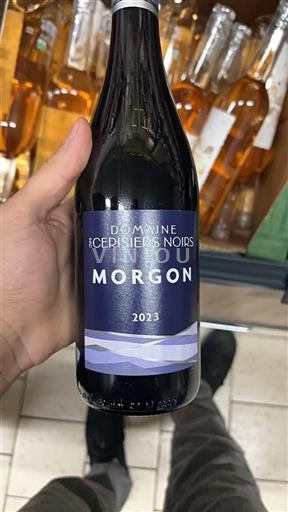 DOMAINE
DES CERISIERS NOIRS
VINOU
MORGON
2023